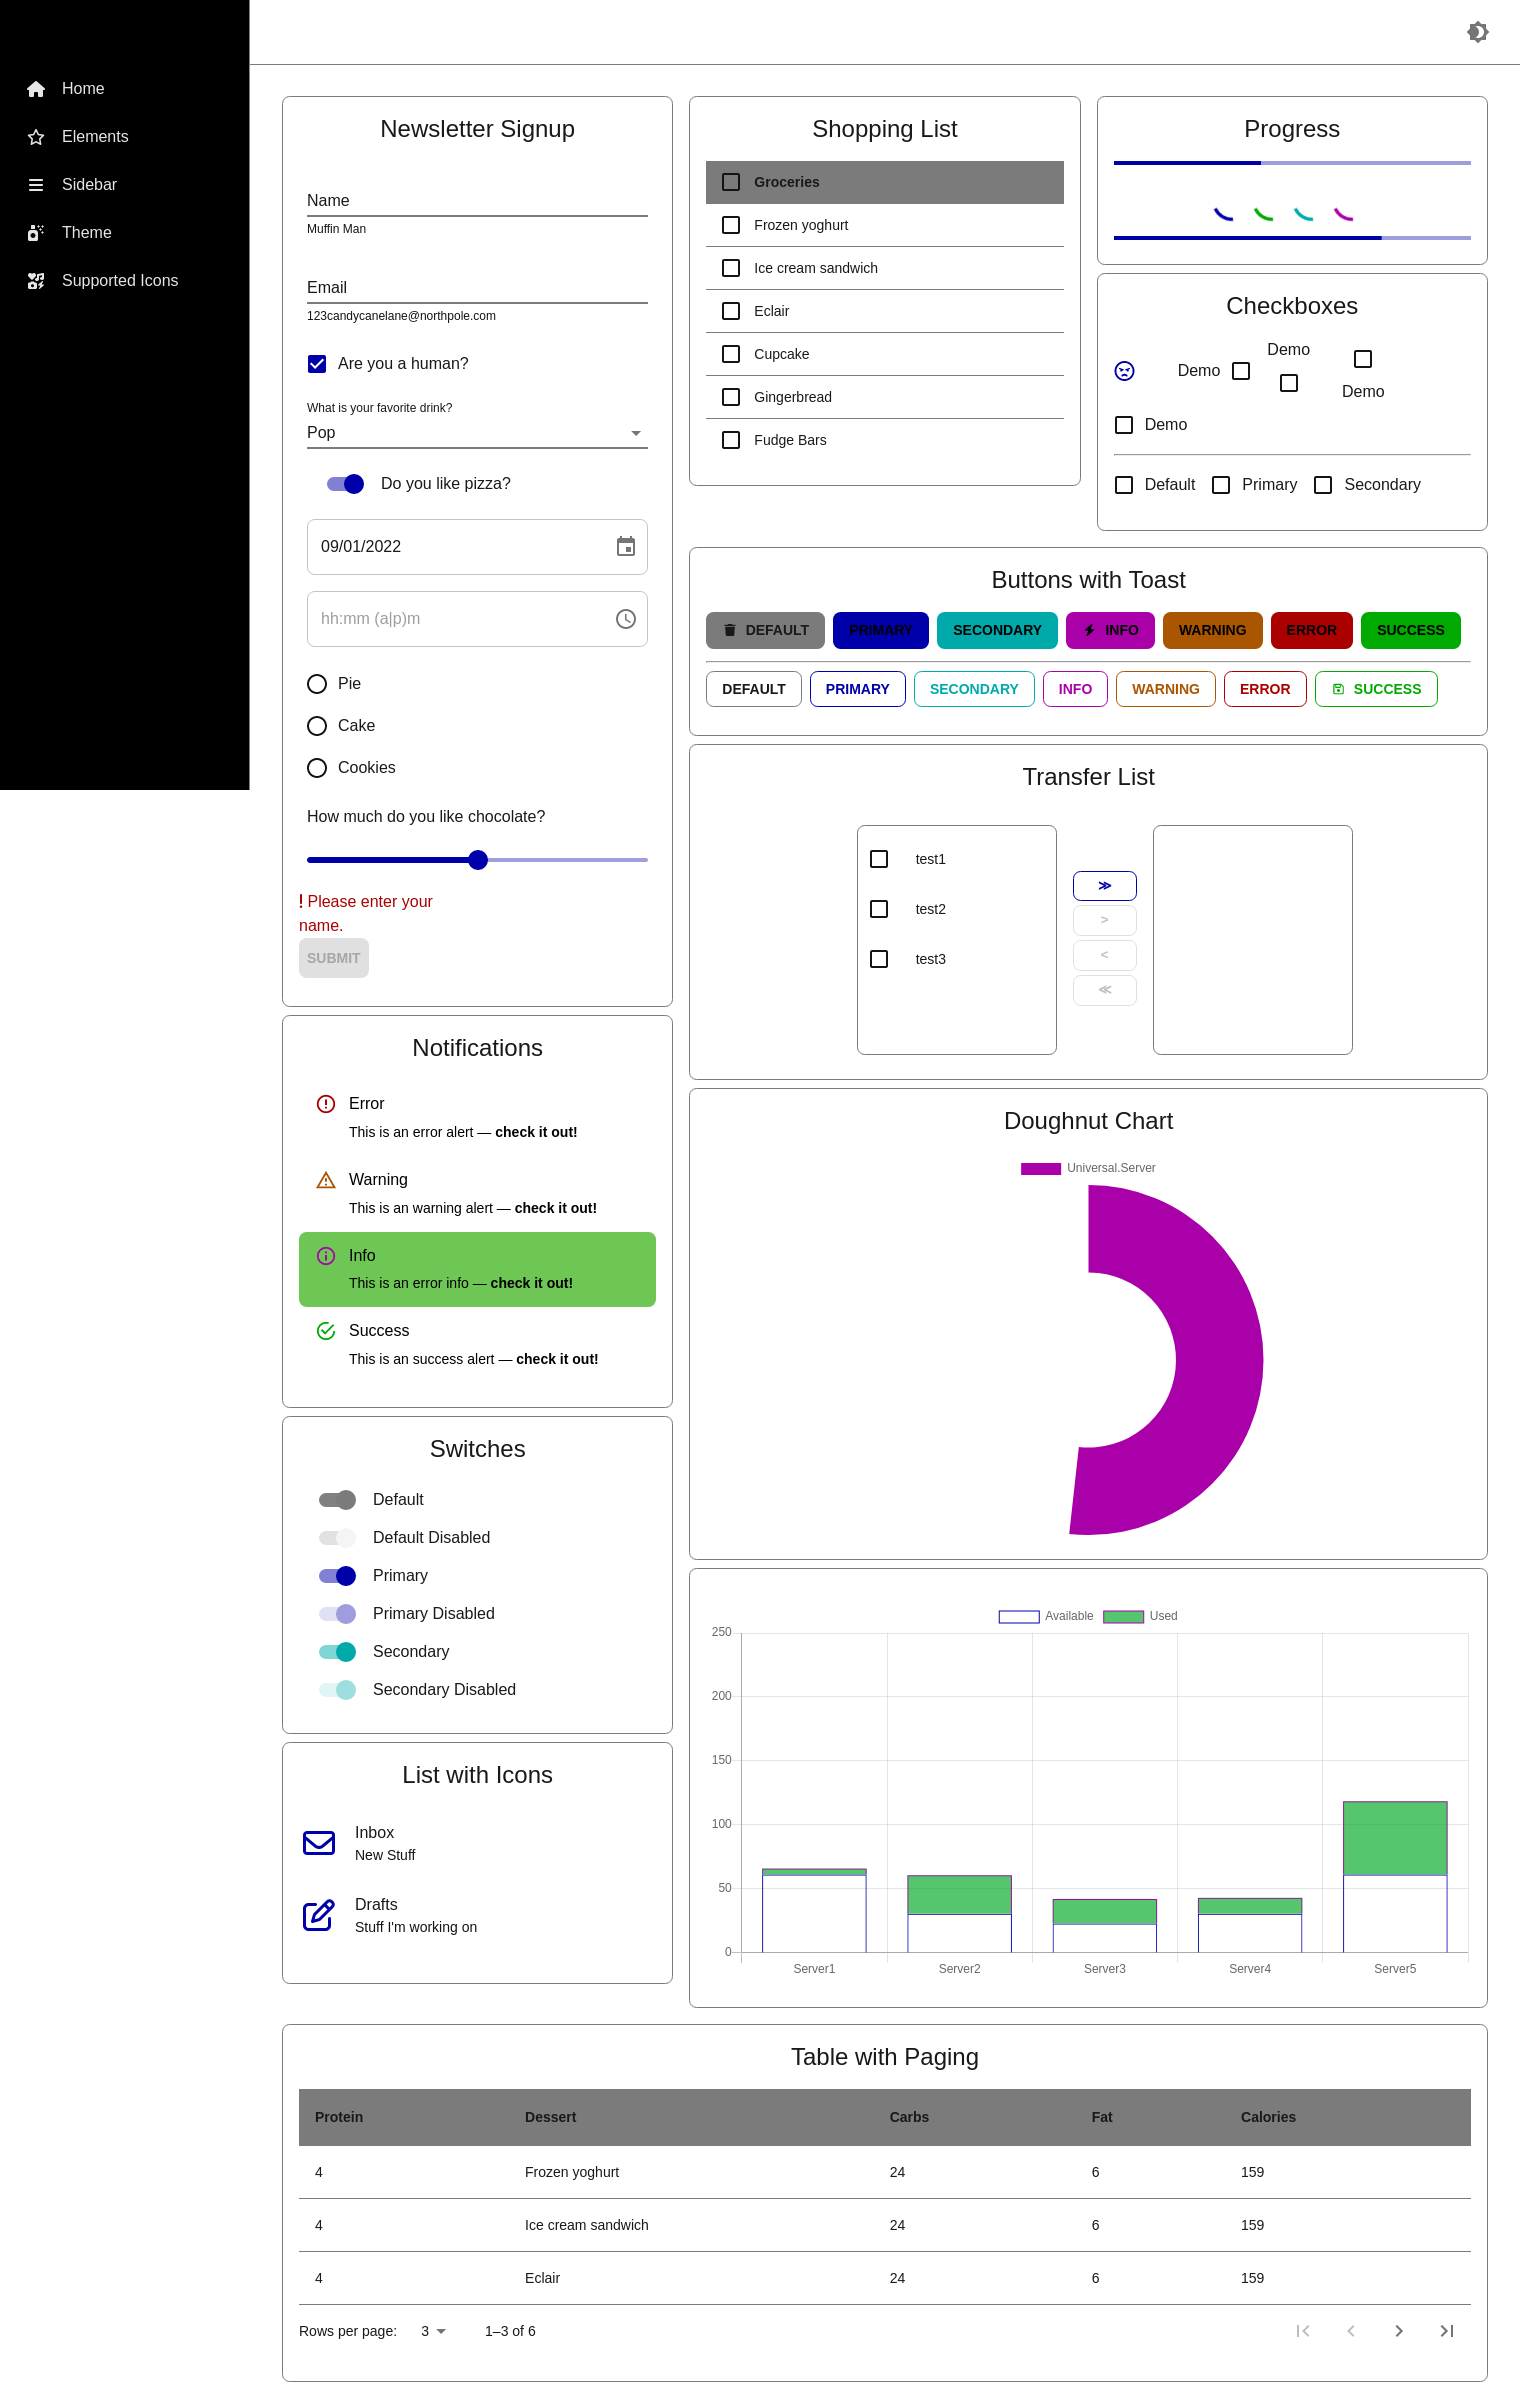 Home
Elements
Sidebar
Theme
Supported Icons
Newsletter Signup
Name
Muffin Man
Email
123candycanelane@northpole.com
Are you a human?
What is your favorite drink?
Pop
Do you like pizza?
09/01/2022
hh:mm (a|p)m
Pie
Cake
Cookies
How much do you like chocolate?
! Please enter your
name.
SUBMIT
Notifications
Error
This is an error alert — check it out!
Warning
This is an warning alert — check it out!
Info
This is an error info — check it out!
Success
This is an success alert — check it out!
Switches
Default
Default Disabled
Primary
Primary Disabled
Secondary
Secondary Disabled
List with Icons
Inbox
New Stuff
Drafts
Stuff I'm working on
Shopping List
Groceries
Frozen yoghurt
Ice cream sandwich
Eclair
Cupcake
Gingerbread
Fudge Bars
Progress
Checkboxes
Demo
Demo
Demo
Demo
Default Primary Secondary
Buttons with Toast
DEFAULT PRIMARY SECONDARY INFO WARNING ERROR SUCCESS
DEFAULT PRIMARY SECONDARY INFO WARNING ERROR SUCCESS
Transfer List
test1
test2
test3
≫
>
<
≪
Doughnut Chart
Universal.Server
Available Used
250
200
150
100
50
0
Server1 Server2 Server3 Server4 Server5
Table with Paging
Protein Dessert Carbs Fat Calories
4 Frozen yoghurt 24 6 159
4 Ice cream sandwich 24 6 159
4 Eclair 24 6 159
Rows per page: 3 1–3 of 6